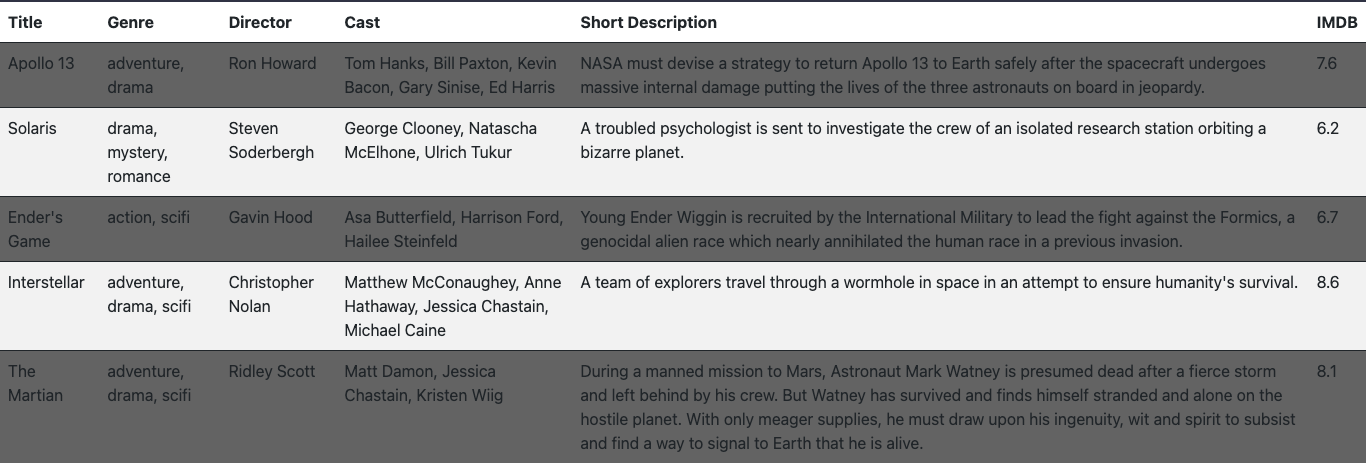 Title Genre Director Cast Short Description IMDB
Apollo 13 adventure, Ron Howard Tom Hanks, Bill Paxton, Kevin NASA must devise a strategy to return Apollo 13 to Earth safely after the spacecraft undergoes 7.6
drama Bacon, Gary Sinise, Ed Harris massive internal damage putting the lives of the three astronauts on board in jeopardy.
Solaris drama, Steven George Clooney, Natascha A troubled psychologist is sent to investigate the crew of an isolated research station orbiting a 6.2
mystery, Soderbergh McElhone, Ulrich Tukur bizarre planet.
romance
Ender's action, scifi Gavin Hood Asa Butterfield, Harrison Ford, Young Ender Wiggin is recruited by the International Military to lead the fight against the Formics, a 6.7
Game Hailee Steinfeld genocidal alien race which nearly annihilated the human race in a previous invasion.
Interstellar adventure, Christopher Matthew McConaughey, Anne A team of explorers travel through a wormhole in space in an attempt to ensure humanity's survival. 8.6
drama, scifi Nolan Hathaway, Jessica Chastain,
Michael Caine
The adventure, Ridley Scott Matt Damon, Jessica During a manned mission to Mars, Astronaut Mark Watney is presumed dead after a fierce storm 8.1
Martian drama, scifi Chastain, Kristen Wiig and left behind by his crew. But Watney has survived and finds himself stranded and alone on the
hostile planet. With only meager supplies, he must draw upon his ingenuity, wit and spirit to subsist
and find a way to signal to Earth that he is alive.